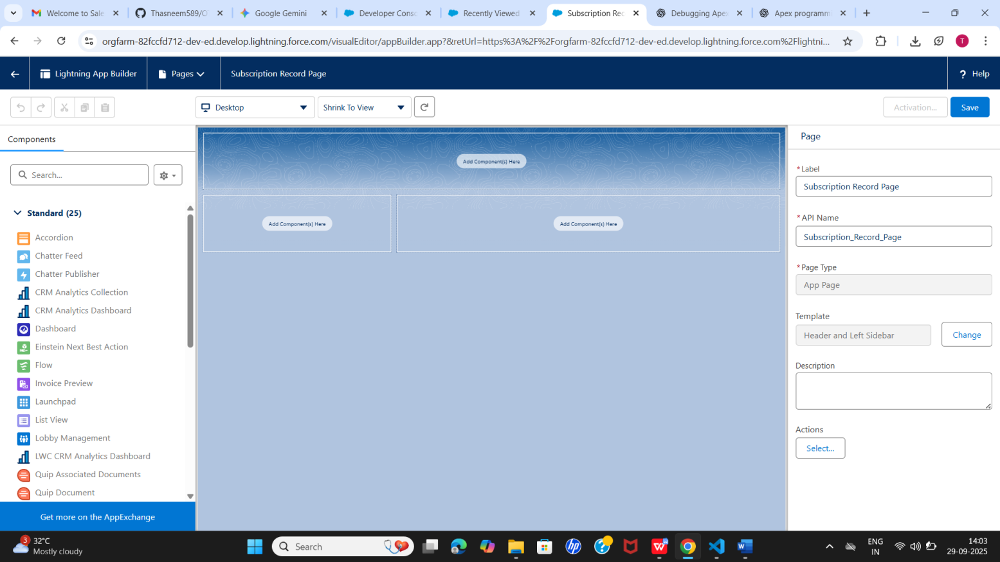 Welcome to Sale
Thasneem589/O
Google Gemini
Developer Conso
Recently Viewed
Subscription Rec
Debugging Apex
Apex programmi
orgfarm-82fccfd712-dev-ed.develop.lightning.force.com/visualEditor/appBuilder.app?&retUrl=https%3A%2F%2Forgfarm-82fccfd712-dev-ed.develop.lightning.force.com%2Flightni...
T
Lightning App Builder
Pages
Subscription Record Page
? Help
Desktop
Shrink To View
Activation...
Save
Components
Search...
Standard (25)
Accordion
Chatter Feed
Chatter Publisher
CRM Analytics Collection
CRM Analytics Dashboard
Dashboard
Einstein Next Best Action
Flow
Invoice Preview
Launchpad
List View
Lobby Management
LWC CRM Analytics Dashboard
Quip Associated Documents
Quip Document
Get more on the AppExchange
Add Component(s) Here
Add Component(s) Here
Add Component(s) Here
Page
*Label
Subscription Record Page
*API Name
Subscription_Record_Page
*Page Type
App Page
Template
Header and Left Sidebar
Change
Description
Actions
Select...
3
32°C
Mostly cloudy
Search
hp
?
W
W
ENG
IN
14:03
29-09-2025